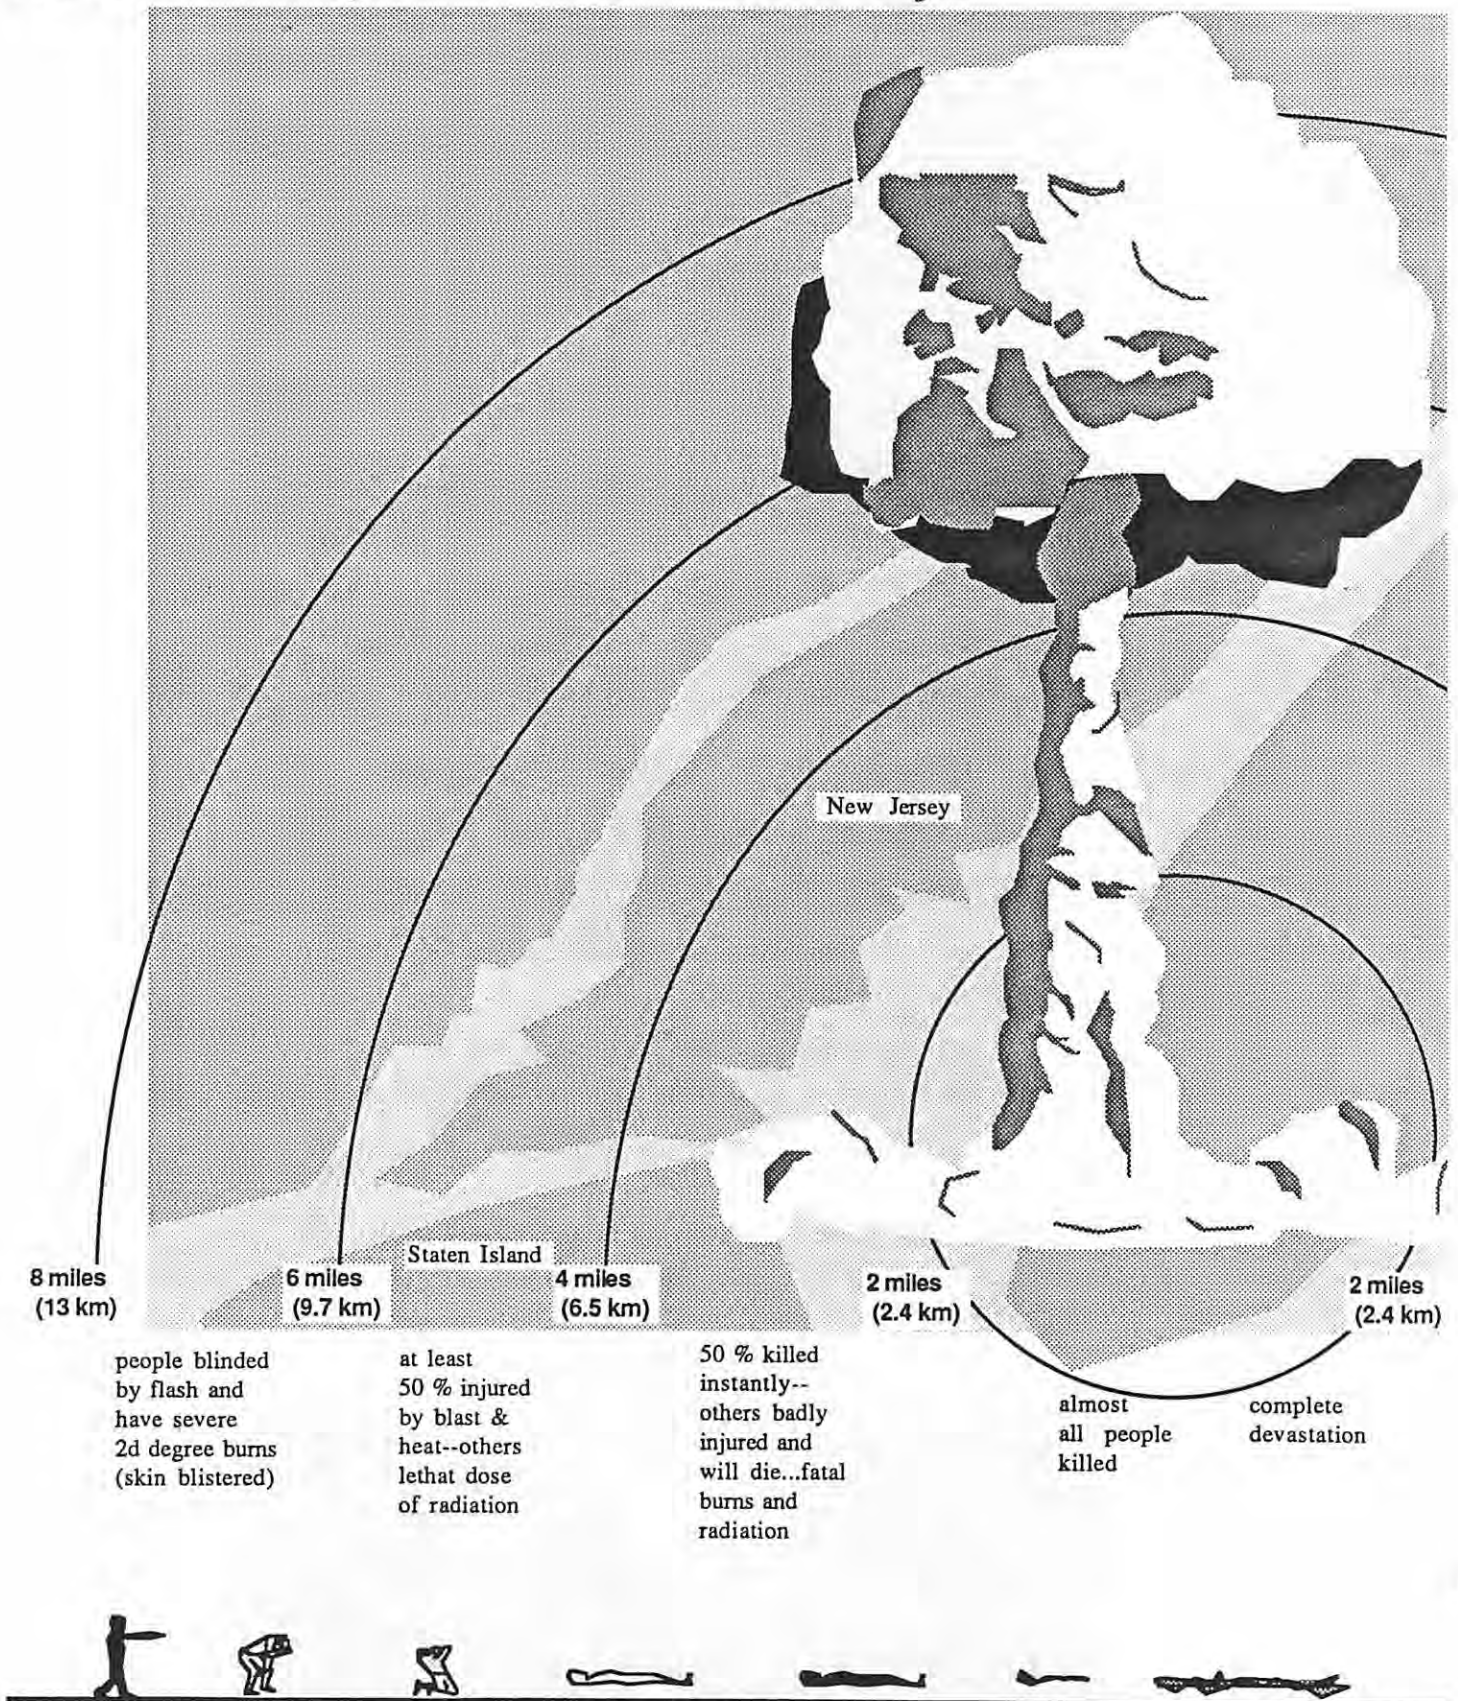 New Jersey
Staten Island
8 miles
(13 km)
6 miles
(9.7 km)
4 miles
(6.5 km)
2 miles
(2.4 km)
2 miles
(2.4 km)
people blinded
by flash and
have severe
2d degree burns
(skin blistered)
at least
50 % injured
by blast &
heat--others
lethat dose
of radiation
50 % killed
instantly--
others badly
injured and
will die...fatal
burns and
radiation
almost
all people
killed
complete
devastation